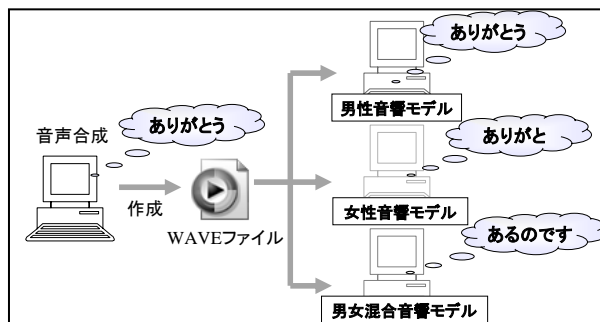 音声合成
ありがとう
作成
WAVEファイル
ありがとう
男性音響モデル
ありがと
女性音響モデル
あるのです
男女混合音響モデル